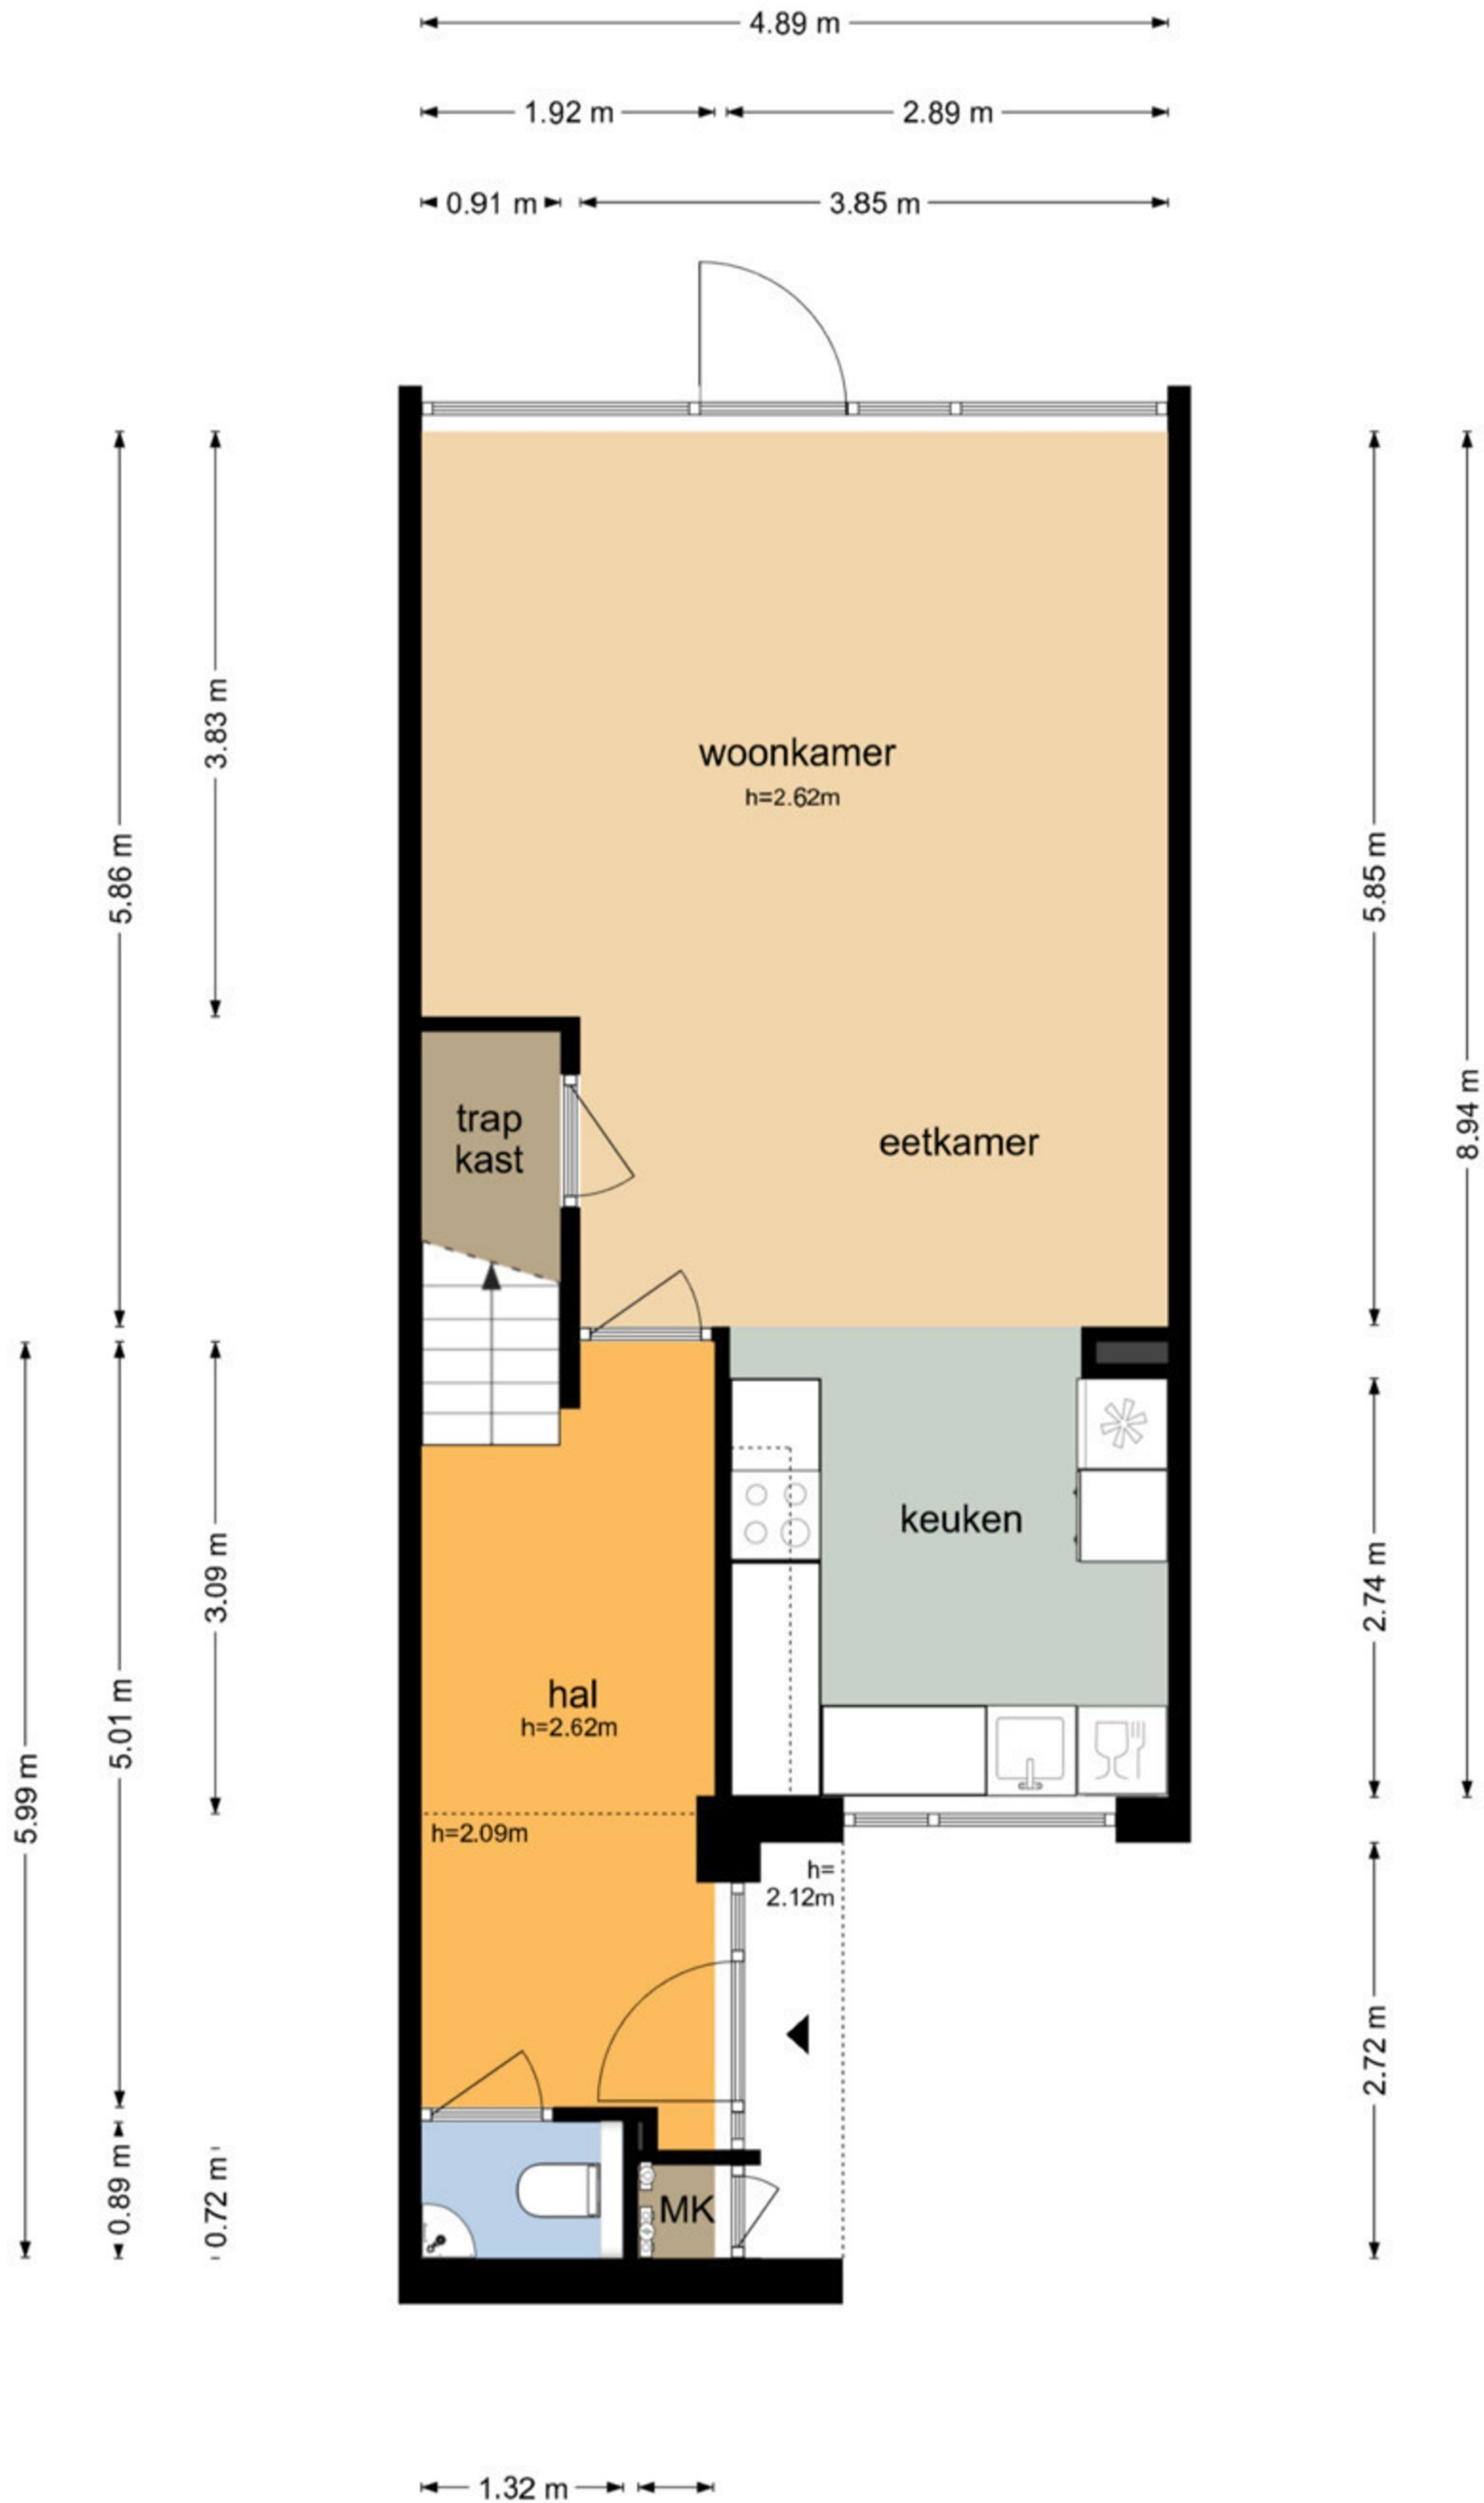 4.89 m
1.92 m
2.89 m
0.91 m
3.85 m
woonkamer
h=2.62m
3.83 m
5.86 m
5.85 m
8.94 m
trap
kast
eetkamer
keuken
3.09 m
2.74 m
5.01 m
5.99 m
hal
h=2.62m
h=2.09m
h=
2.12m
2.72 m
0.89 m
0.72 m
MK
1.32 m